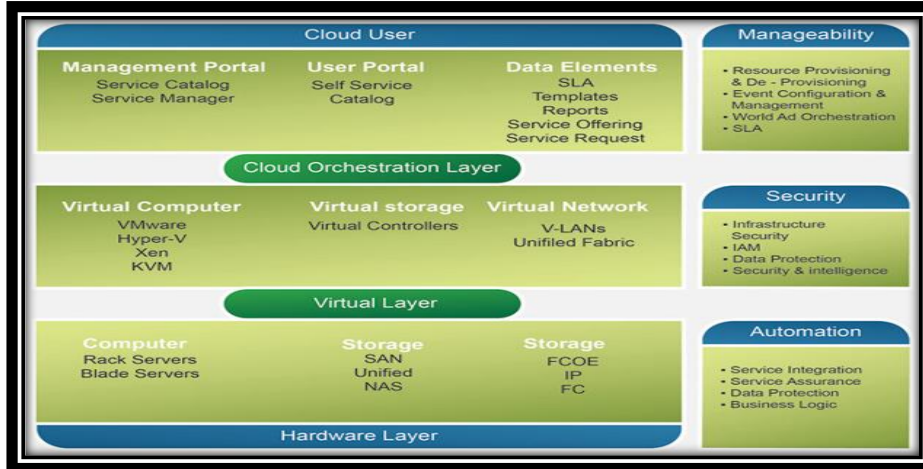 Cloud User
Management Portal
Service Catalog
Service Manager
User Portal
Self Service
Catalog
Data Elements
SLA
Templates
Reports
Service Offering
Service Request
Cloud Orchestration Layer
Virtual Computer
VMware
Hyper-V
Xen
KVM
Virtual storage
Virtual Controllers
Virtual Network
V-LANs
Unifiled Fabric
Virtual Layer
Computer
Rack Servers
Blade Servers
Storage
SAN
Unified
NAS
Storage
FCOE
IP
FC
Hardware Layer
Manageability
• Resource Provisioning
& De - Provisioning
• Event Configuration &
Management
• World Ad Orchestration
• SLA
Security
• Infrastructure
Security
• IAM
• Data Protection
• Security & intelligence
Automation
• Service Integration
• Service Assurance
• Data Protection
• Business Logic